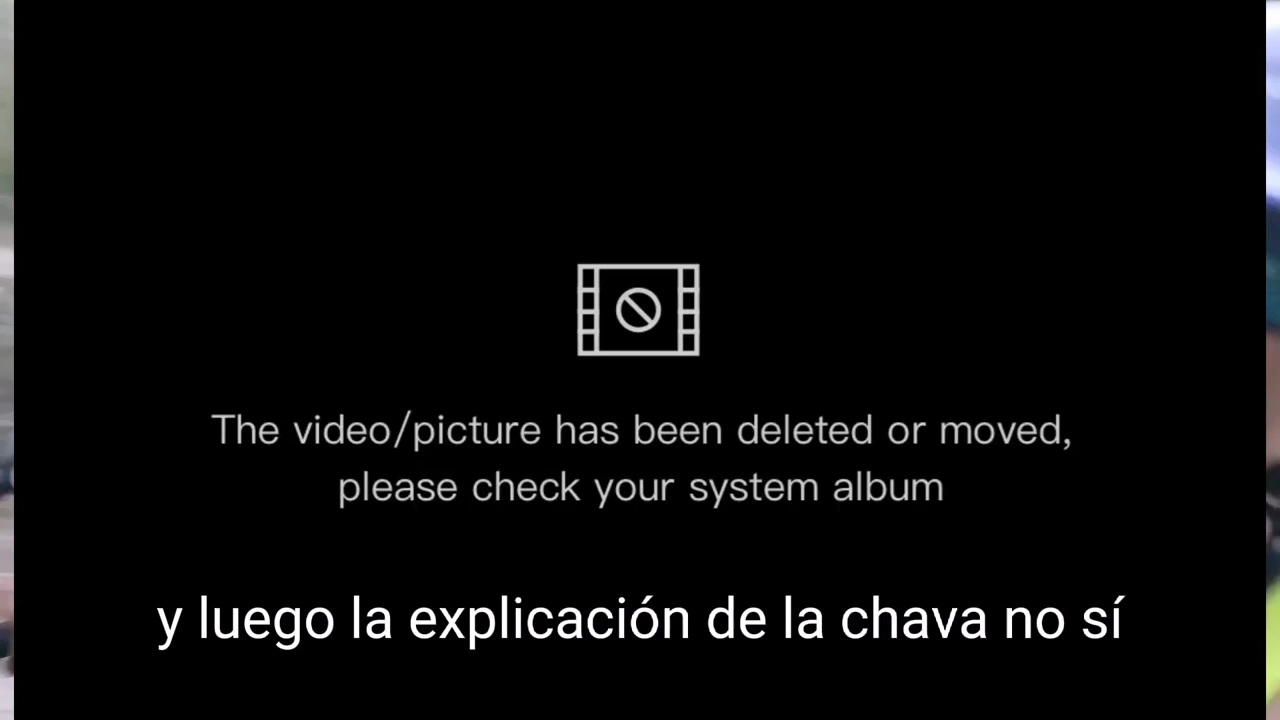 The video/picture has been deleted or moved,
please check your system album
y luego la explicación de la chava no sí